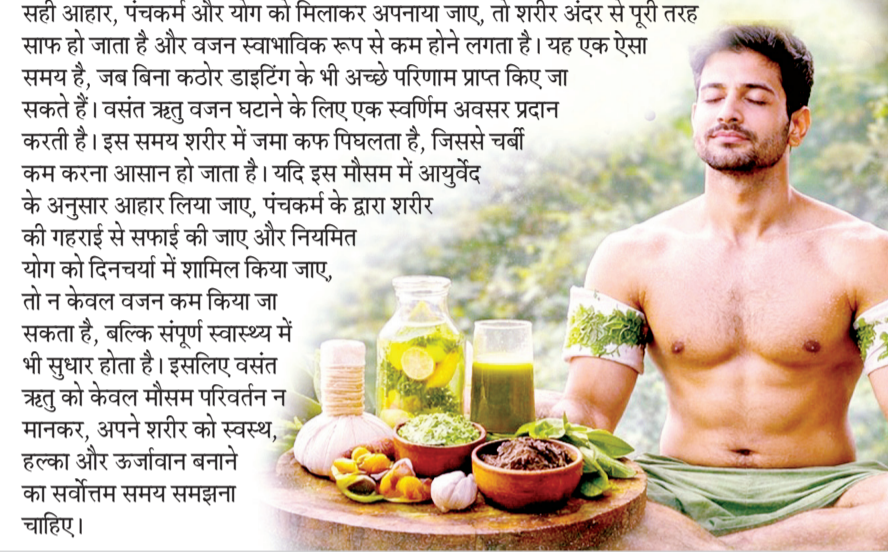 सही आहार, पंचकर्म और योग को मिलाकर अपनाया जाए, तो शरीर अंदर से पूरी तरह
साफ हो जाता है और वजन स्वाभाविक रूप से कम होने लगता है। यह एक ऐसा
समय है, जब बिना कठोर डाइटिंग के भी अच्छे परिणाम प्राप्त किए जा
सकते हैं। वसंत ऋतु वजन घटाने के लिए एक स्वर्णिम अवसर प्रदान
करती है। इस समय शरीर में जमा कफ पिघलता है, जिससे चर्बी
कम करना आसान हो जाता है। यदि इस मौसम में आयुर्वेद
के अनुसार आहार लिया जाए, पंचकर्म के द्वारा शरीर
की गहराई से सफाई की जाए और नियमित
योग को दिनचर्या में शामिल किया जाए,
तो न केवल वजन कम किया जा
सकता है, बल्कि संपूर्ण स्वास्थ्य में
भी सुधार होता है। इसलिए वसंत
ऋतु को केवल मौसम परिवर्तन न
मानकर, अपने शरीर को स्वस्थ,
हल्का और ऊर्जावान बनाने
का सर्वोत्तम समय समझना
चाहिए।